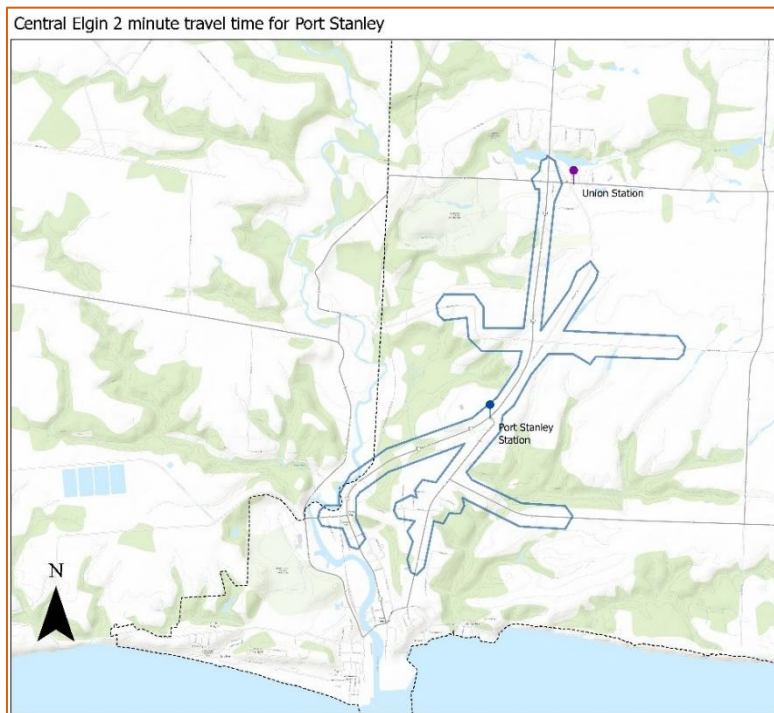 Central Elgin 2 minute travel time for Port Stanley
Union Station
Port Stanley
Station
N